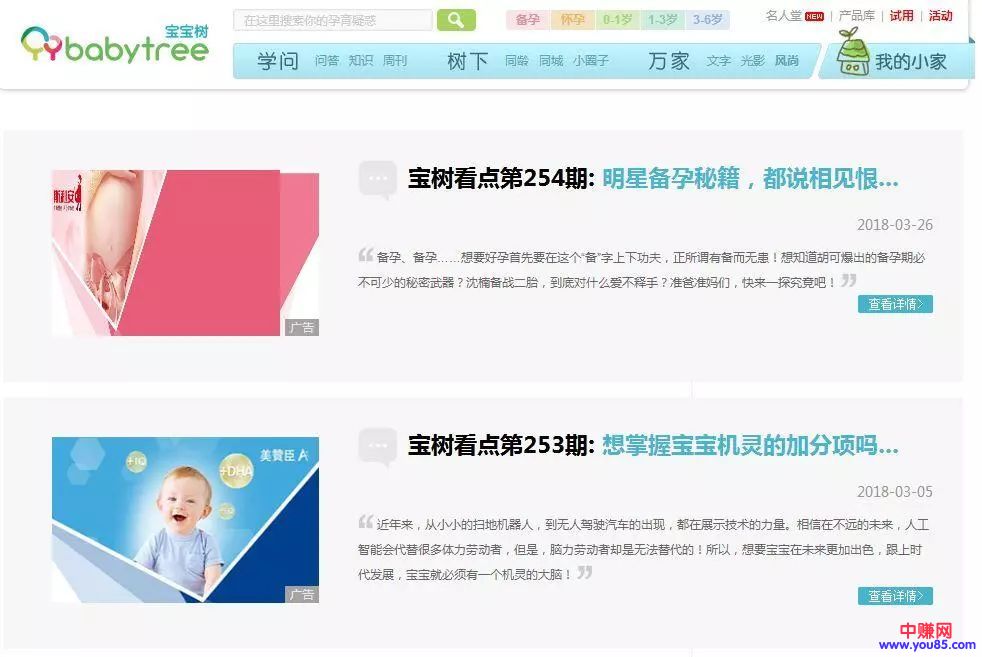 宝宝树
babytree
在这里搜索你的孕育疑惑
备孕 怀孕 0-1岁 1-3岁 3-6岁
名人堂 NEW | 产品库 | 试用 | 活动
学问 问答 知识 周刊 树下 同龄 同城 小圈子 万家 文字 光影 风尚 我的小家
斯利安
广告
宝树看点第254期: 明星备孕秘籍，都说相见恨...
2018-03-26
“备孕、备孕……想要好孕首先要在这个“备”字上下功夫，正所谓有备而无患！想知道胡可爆出的备孕期必
不可少的秘密武器？沈楠备战二胎，到底对什么爱不释手？准爸准妈们，快来一探究竟吧！”
查看详情>
美赞臣 A+
+DHA
广告
宝树看点第253期: 想掌握宝宝机灵的加分项吗...
2018-03-05
“近年来，从小小的扫地机器人，到无人驾驶汽车的出现，都在展示技术的力量。相信在不远的未来，人工
智能会代替很多体力劳动者，但是，脑力劳动者却是无法替代的！所以，想要宝宝在未来更加出色，跟上时
代发展，宝宝就必须有一个机灵的大脑！”
查看详情>
中赚网
www.you85.com